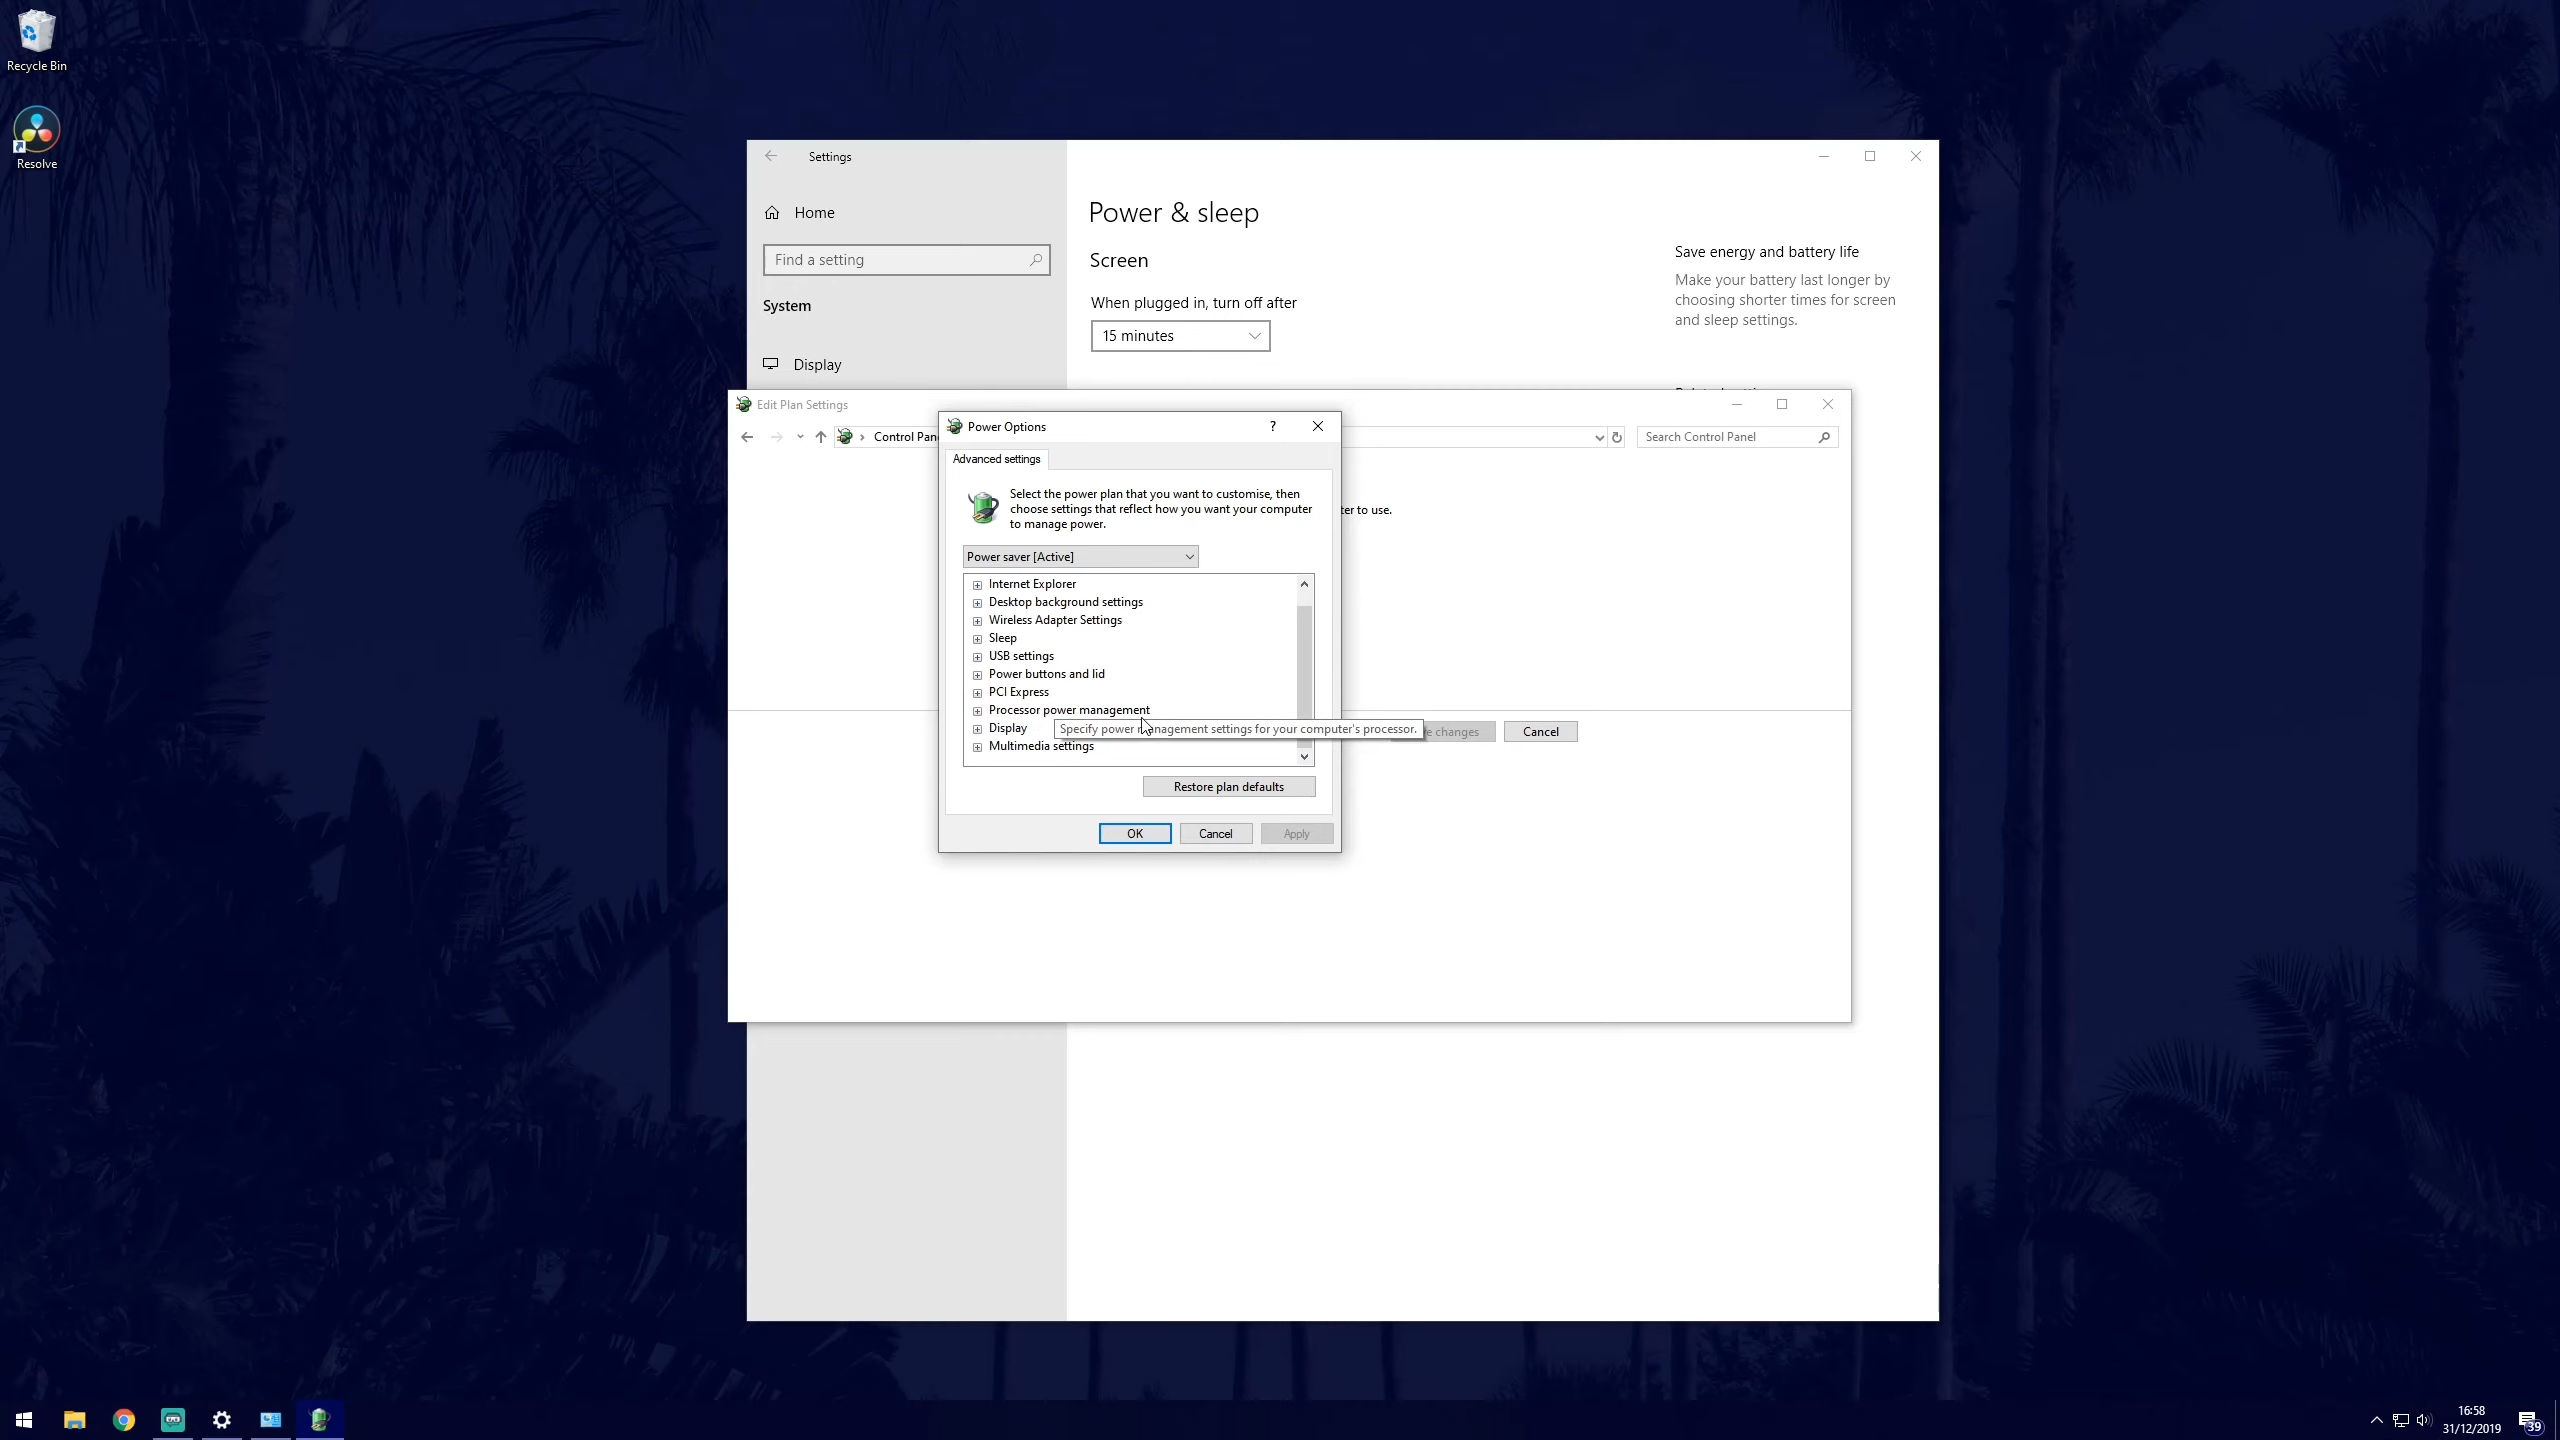 Recycle Bin
Resolve
Settings
Home
Find a setting
System
Display
Power & sleep
Screen
When plugged in, turn off after
15 minutes
Save energy and battery life
Make your battery last longer by
choosing shorter times for screen
and sleep settings.
Edit Plan Settings
Control Pan
Search Control Panel
ter to use.
Power Options
?
Advanced settings
Select the power plan that you want to customise, then
choose settings that reflect how you want your computer
to manage power.
Power saver [Active]
Internet Explorer
Desktop background settings
Wireless Adapter Settings
Sleep
USB settings
Power buttons and lid
PCI Express
Processor power management
Display
Specify power management settings for your computer's processor.
Multimedia settings
changes
Cancel
Restore plan defaults
OK
Cancel
Apply
16:58
31/12/2019
39